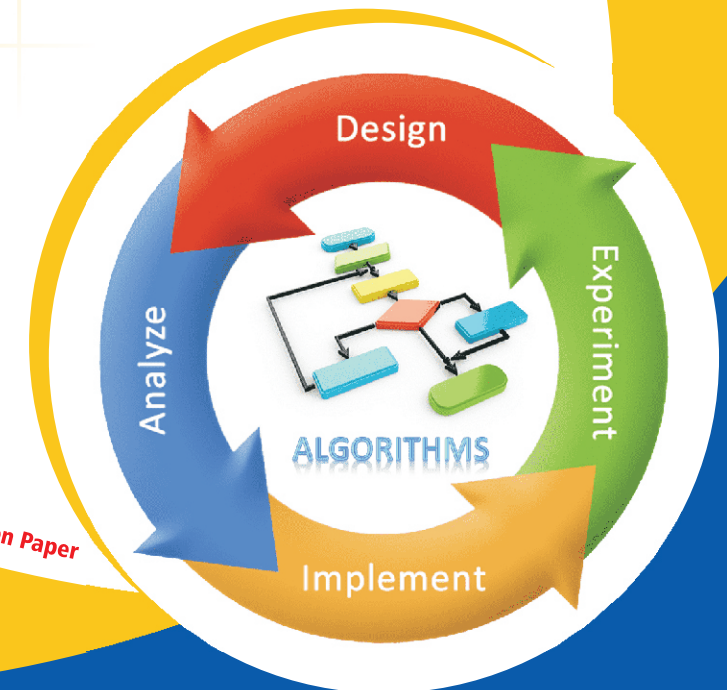 Design
Experiment
Analyze
ALGORITHMS
Implement
Paper